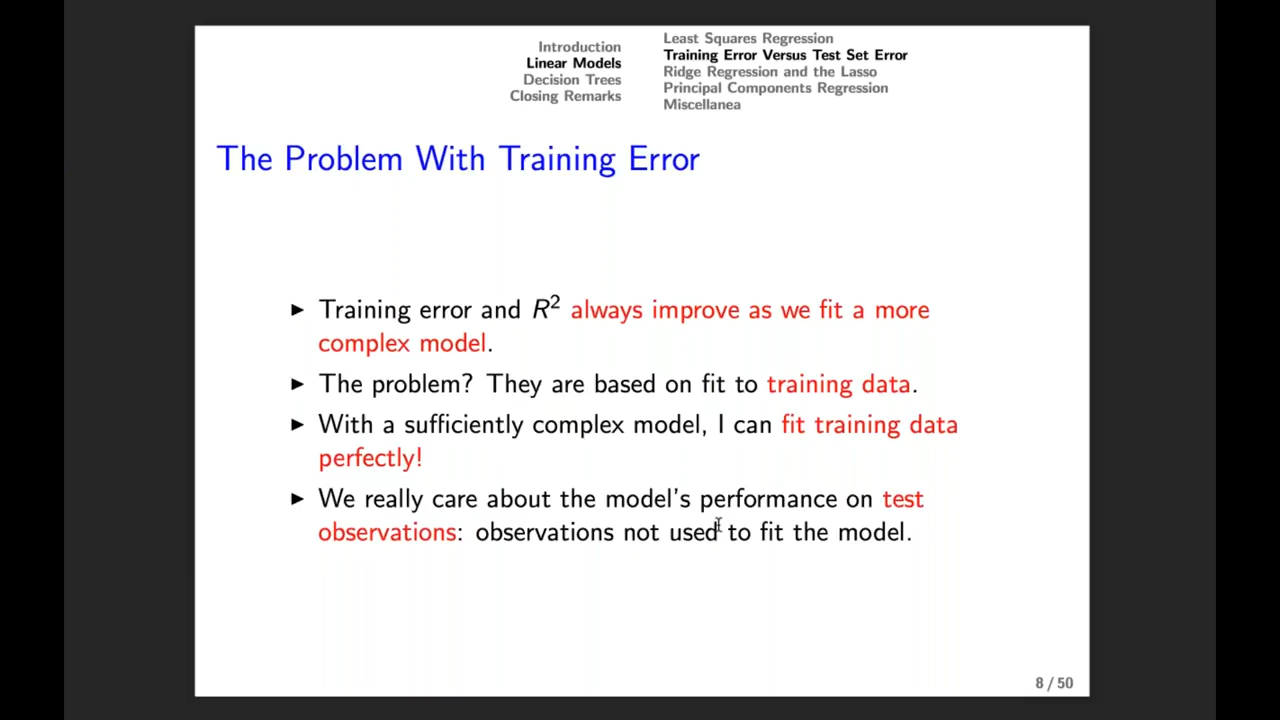 Introduction
Linear Models
Decision Trees
Closing Remarks
Least Squares Regression
Training Error Versus Test Set Error
Ridge Regression and the Lasso
Principal Components Regression
Miscellanea
The Problem With Training Error
▶ Training error and R² always improve as we fit a more
complex model.
▶ The problem? They are based on fit to training data.
▶ With a sufficiently complex model, I can fit training data
perfectly!
▶ We really care about the model's performance on test
observations: observations not used to fit the model.
8 / 50